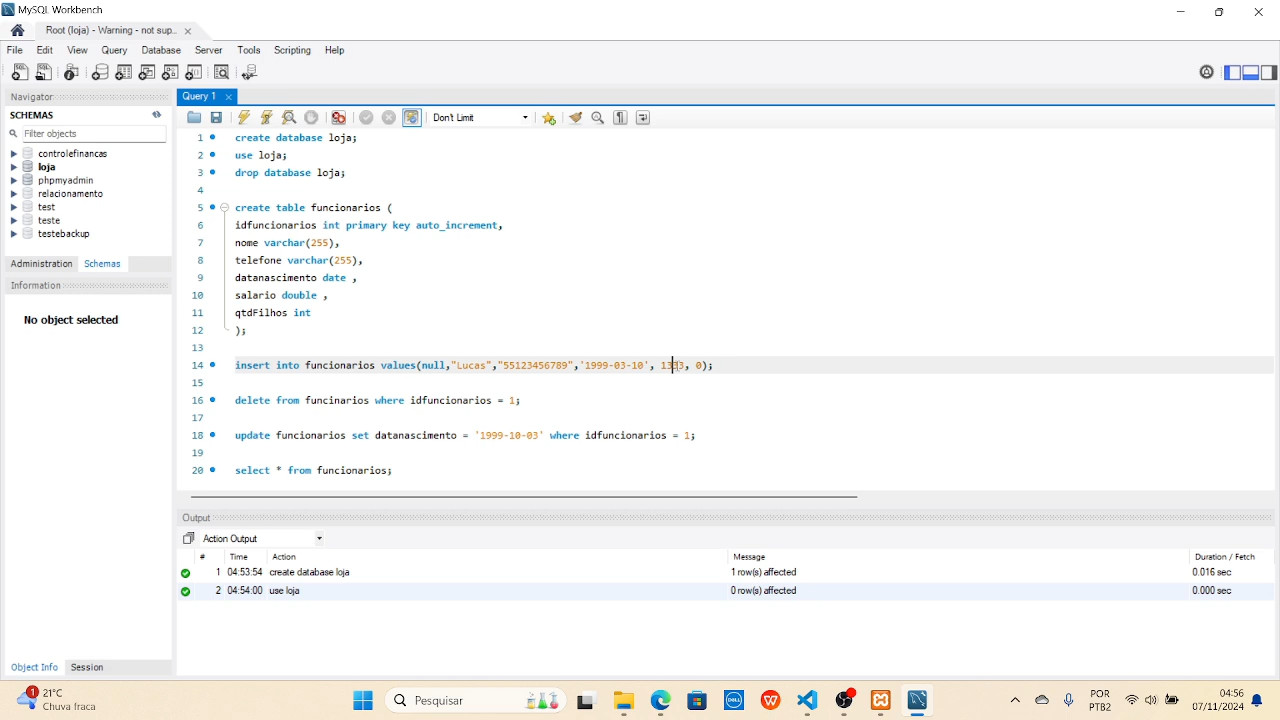 MySQL Workbench
Root (loja) - Warning - not sup...
File Edit View Query Database Server Tools Scripting Help
Navigator
SCHEMAS
Filter objects
controlefinancas
loja
phpmyadmin
relacionamento
test
teste
testebackup
Administration Schemas
Information
No object selected
Object Info Session
Query 1
Don't Limit
1 create database loja;
2 use loja;
3 drop database loja;
4
5 create table funcionarios (
6 idfuncionarios int primary key auto_increment,
7 nome varchar(255),
8 telefone varchar(255),
9 datanascimento date ,
10 salario double ,
11 qtdFilhos int
12 );
13
14 insert into funcionarios values(null,"Lucas","55123456789",'1999-03-10', 1333, 0);
15
16 delete from funcinarios where idfuncionarios = 1;
17
18 update funcionarios set datanascimento = '1999-10-03' where idfuncionarios = 1;
19
20 select * from funcionarios;
Output
Action Output
# Time Action Message Duration / Fetch
1 04:53:54 create database loja 1 row(s) affected 0.016 sec
2 04:54:00 use loja 0 row(s) affected 0.000 sec
1 21°C
Chuva fraca
Pesquisar
DELL
POR
PTB2
04:56
07/11/2024